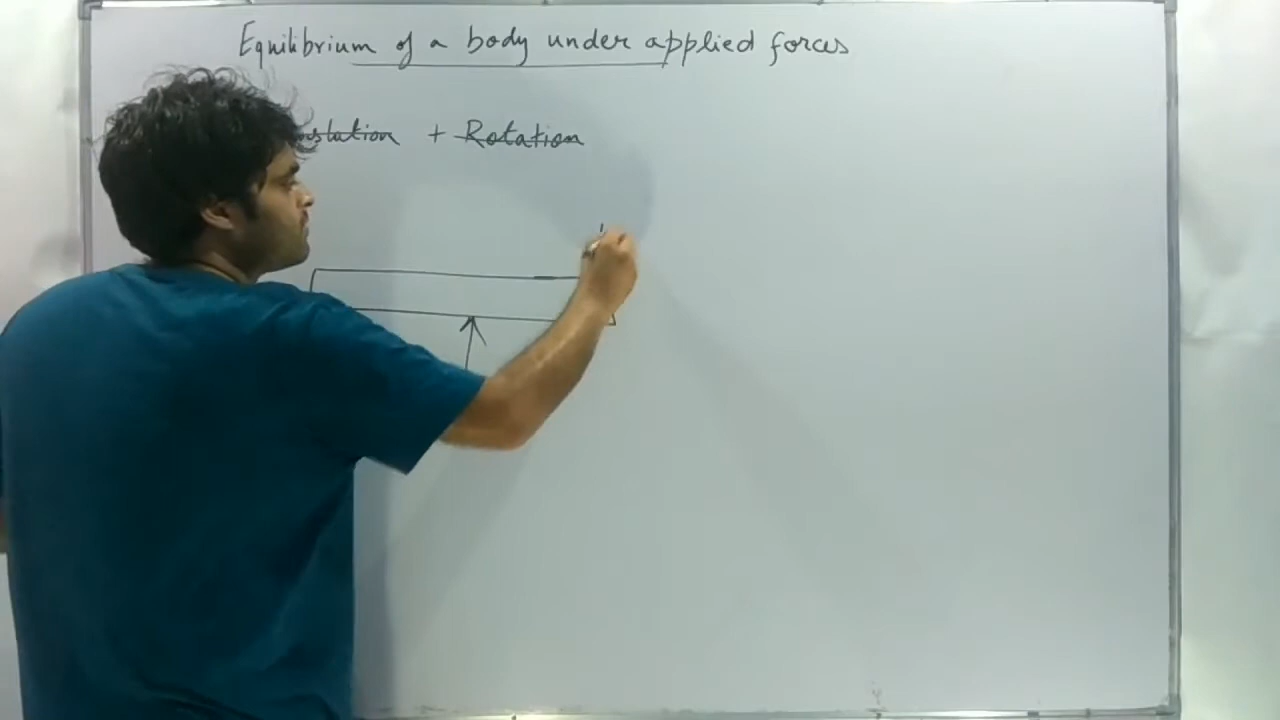 Equilibrium of a body under applied forces
+ Rotation